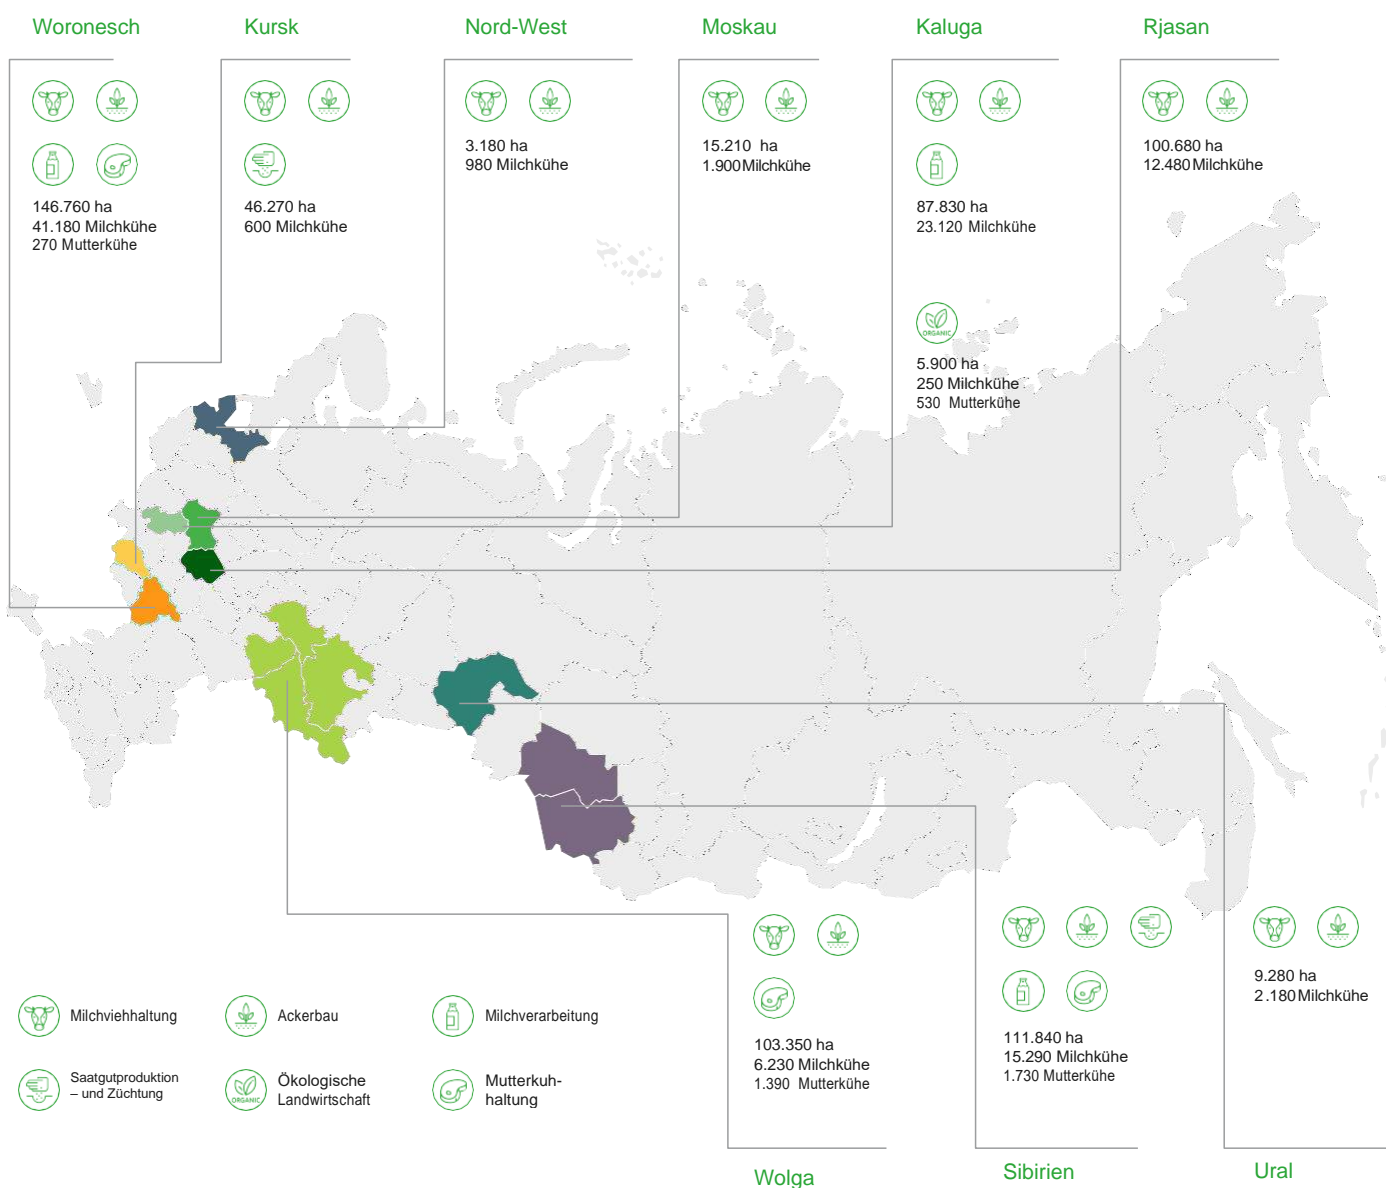 Woronesch
146.760 ha
41.180 Milchkühe
270 Mutterkühe
Kursk
46.270 ha
600 Milchkühe
Nord-West
3.180 ha
980 Milchkühe
Moskau
15.210 ha
1.900 Milchkühe
Kaluga
87.830 ha
23.120 Milchkühe
ORGANIC
5.900 ha
250 Milchkühe
530 Mutterkühe
Rjasan
100.680 ha
12.480 Milchkühe
Milchviehhaltung
Ackerbau
Milchverarbeitung
Saatgutproduktion
– und Züchtung
ORGANIC
Ökologische
Landwirtschaft
Mutterkuh-
haltung
103.350 ha
6.230 Milchkühe
1.390 Mutterkühe
Wolga
111.840 ha
15.290 Milchkühe
1.730 Mutterkühe
Sibirien
9.280 ha
2.180 Milchkühe
Ural